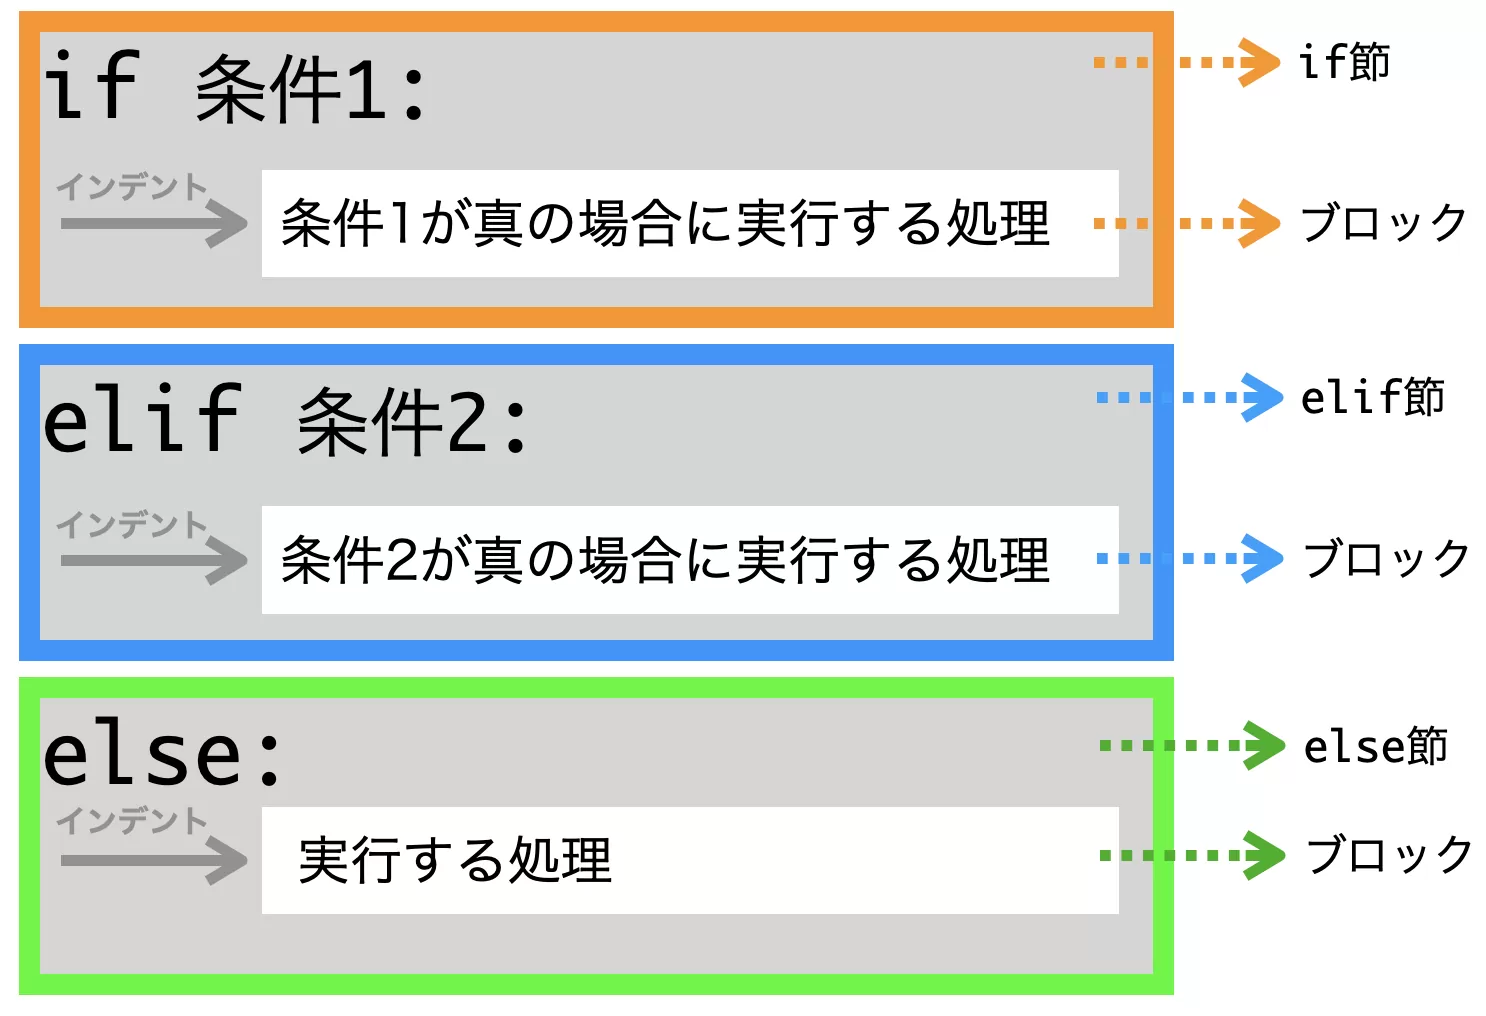 if 条件1:
if節
インデント
条件1が真の場合に実行する処理
ブロック
elif 条件2:
elif節
インデント
条件2が真の場合に実行する処理
ブロック
else:
else節
インデント
実行する処理
ブロック